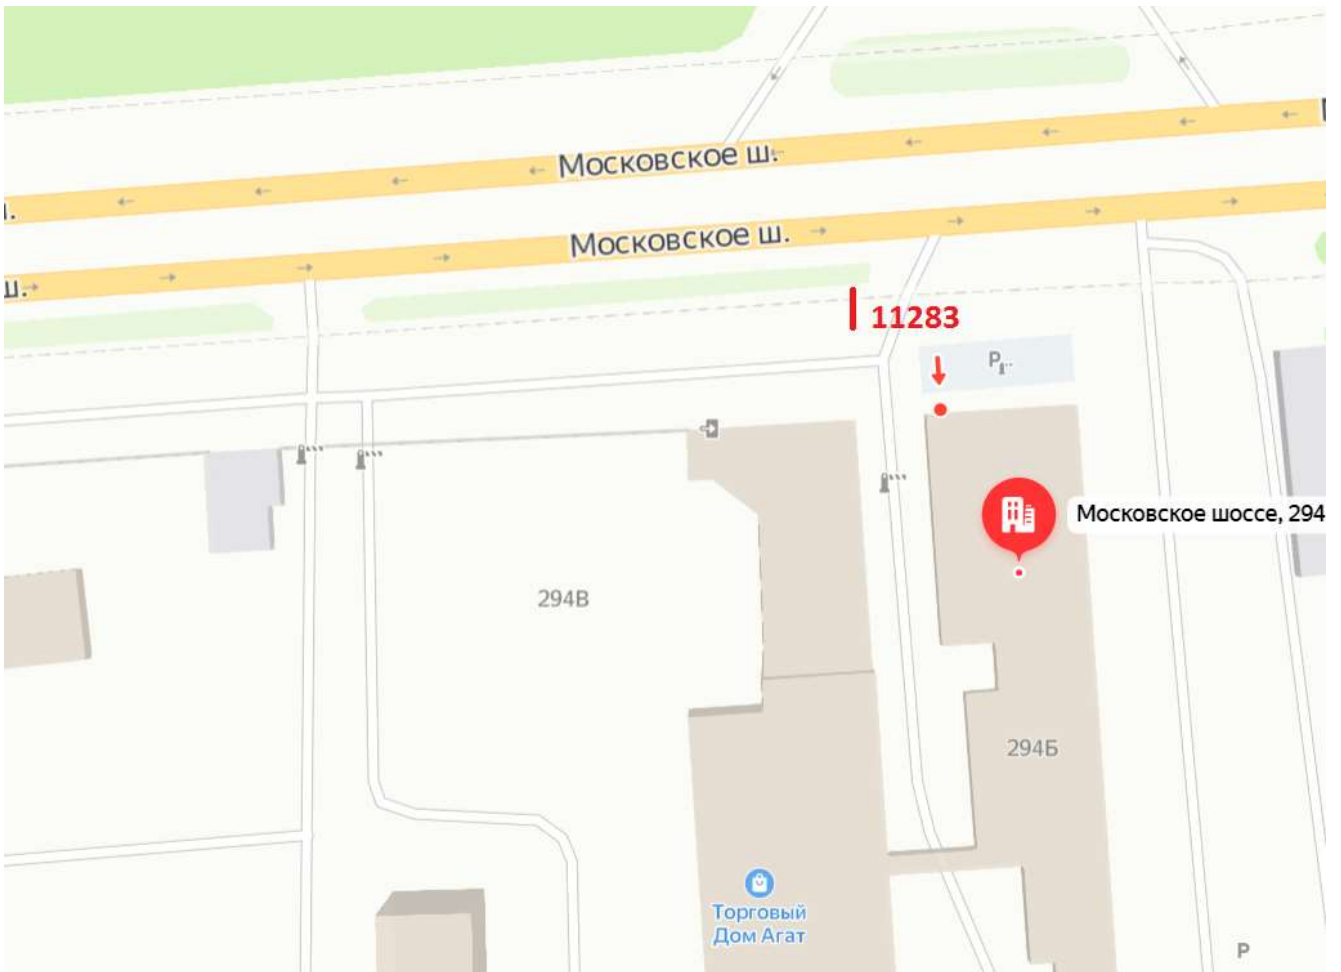 Московское ш.
ш.
Московское ш.
11283
P
Московское шоссе, 294
294В
294Б
Торговый
Дом Агат
P